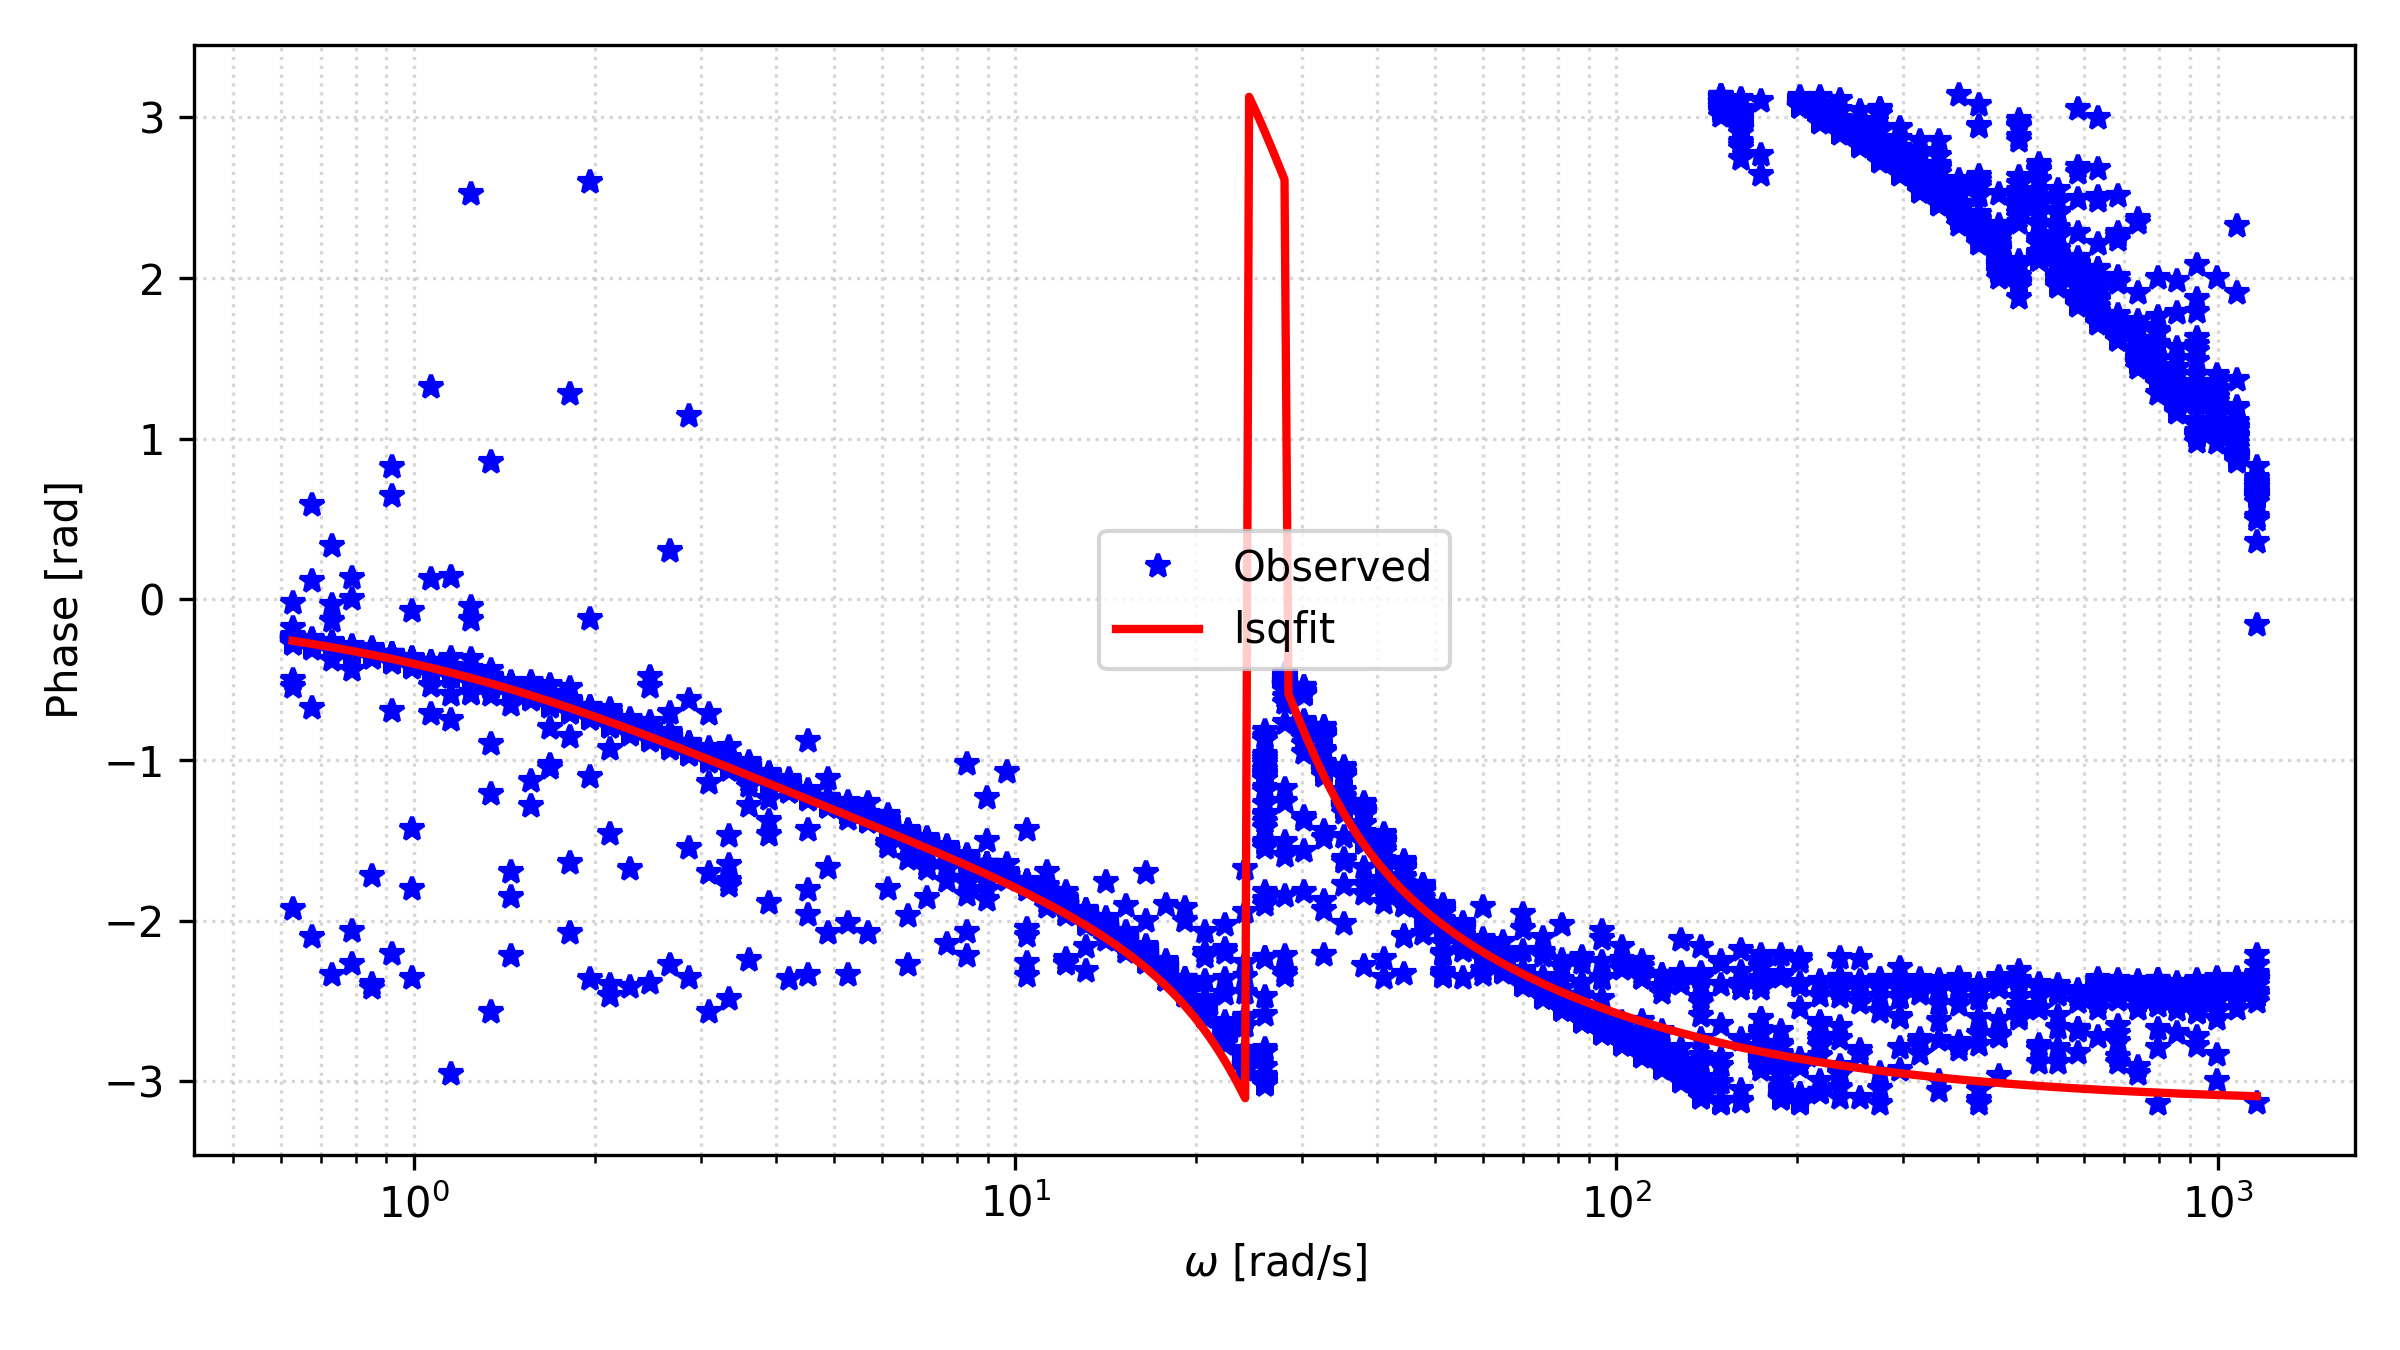 Phase [rad]
3
2
1
0
−1
−2
−3
Observed
lsqfit
10⁰
10¹
10²
10³
ω [rad/s]